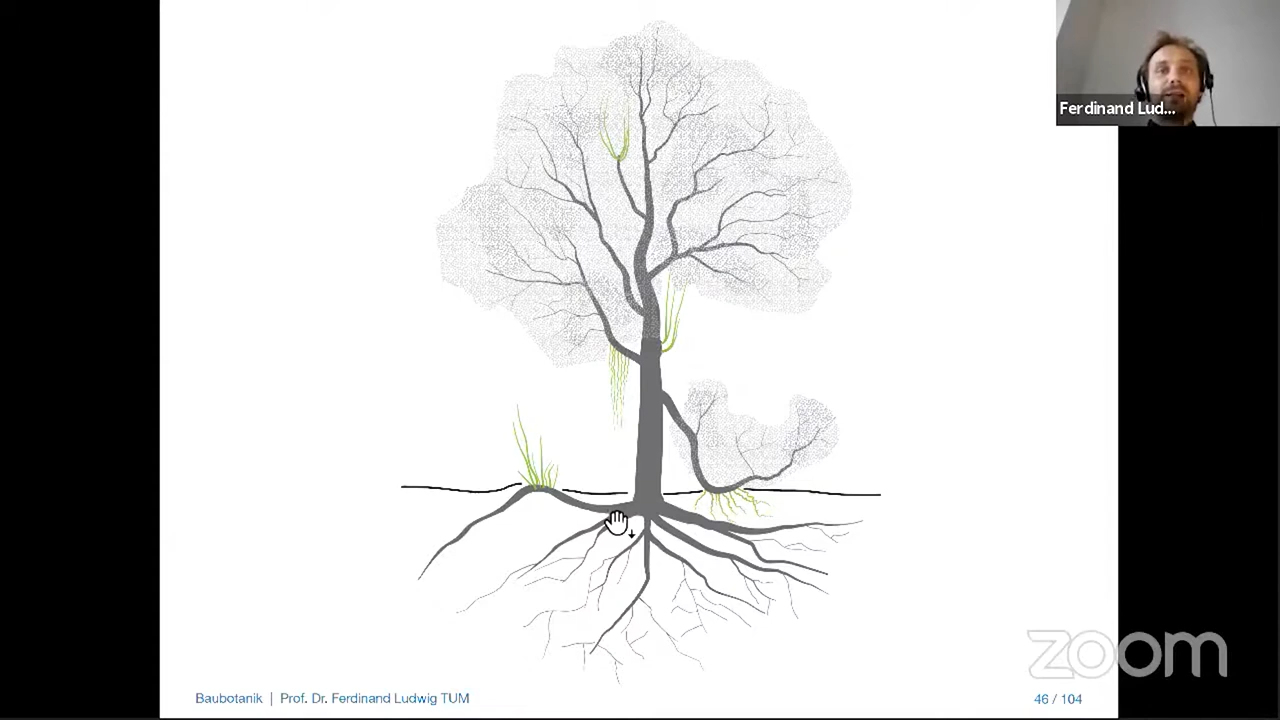 Ferdinand Lud...
zoom
Baubotanik | Prof. Dr. Ferdinand Ludwig TUM
46 / 104